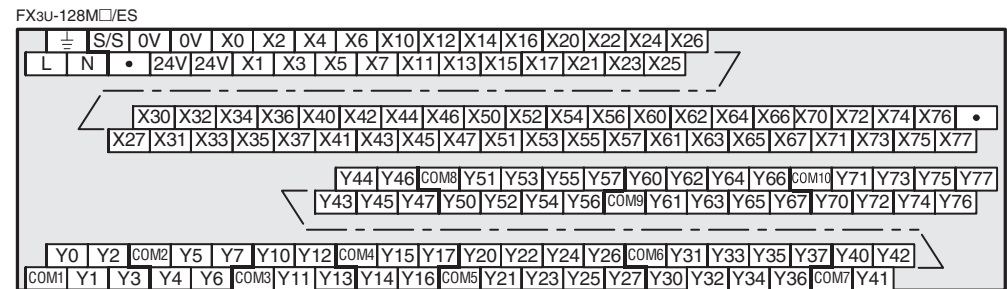 FX3U-128M□/ES
⏚ S/S 0V 0V X0 X2 X4 X6 X10 X12 X14 X16 X20 X22 X24 X26
L N • 24V 24V X1 X3 X5 X7 X11 X13 X15 X17 X21 X23 X25
X30 X32 X34 X36 X40 X42 X44 X46 X50 X52 X54 X56 X60 X62 X64 X66 X70 X72 X74 X76 •
X27 X31 X33 X35 X37 X41 X43 X45 X47 X51 X53 X55 X57 X61 X63 X65 X67 X71 X73 X75 X77
Y44 Y46 COM8 Y51 Y53 Y55 Y57 Y60 Y62 Y64 Y66 COM10 Y71 Y73 Y75 Y77
Y43 Y45 Y47 Y50 Y52 Y54 Y56 COM9 Y61 Y63 Y65 Y67 Y70 Y72 Y74 Y76
Y0 Y2 COM2 Y5 Y7 Y10 Y12 COM4 Y15 Y17 Y20 Y22 Y24 Y26 COM6 Y31 Y33 Y35 Y37 Y40 Y42
COM1 Y1 Y3 Y4 Y6 COM3 Y11 Y13 Y14 Y16 COM5 Y21 Y23 Y25 Y27 Y30 Y32 Y34 Y36 COM7 Y41